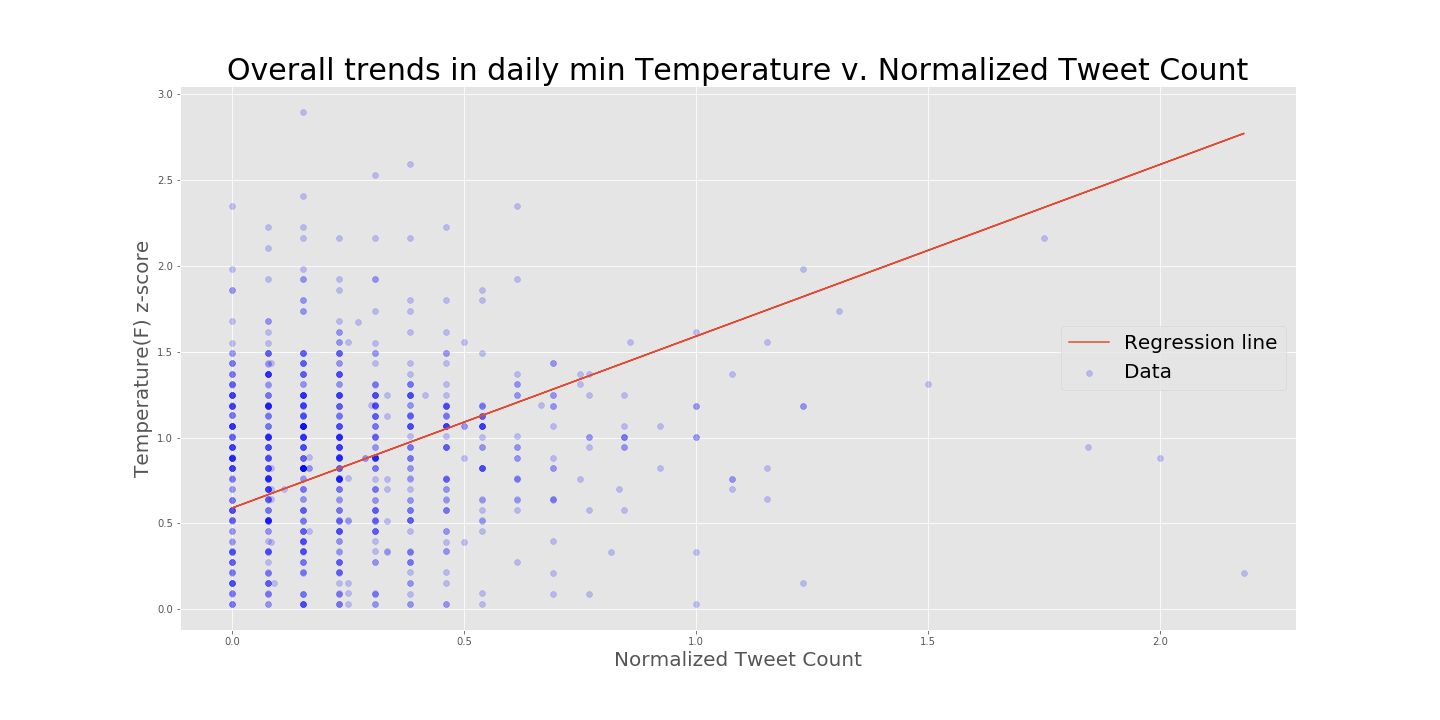 Overall trends in daily min Temperature v. Normalized Tweet Count
3.0
2.5
2.0
1.5
1.0
0.5
0.0
Temperature(F) z-score
Regression line
Data
0.0 0.5 1.0 1.5 2.0
Normalized Tweet Count